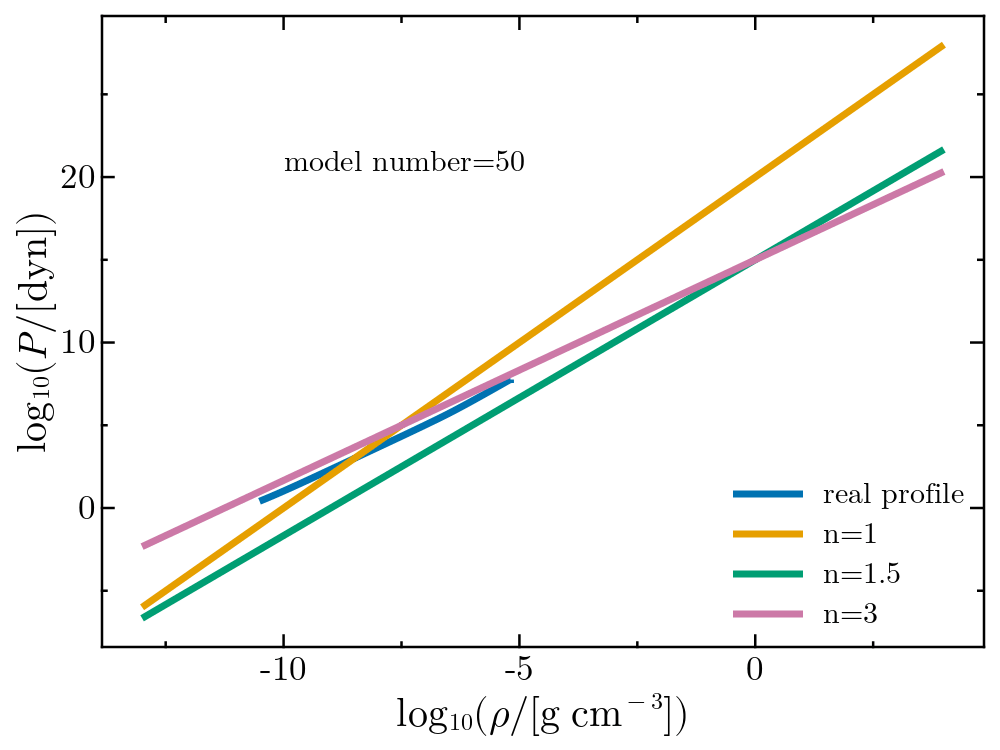 model number=50
log₁₀(P/[dyn])
20
10
0
real profile
n=1
n=1.5
n=3
-10
-5
0
log₁₀(ρ/[g cm⁻³])